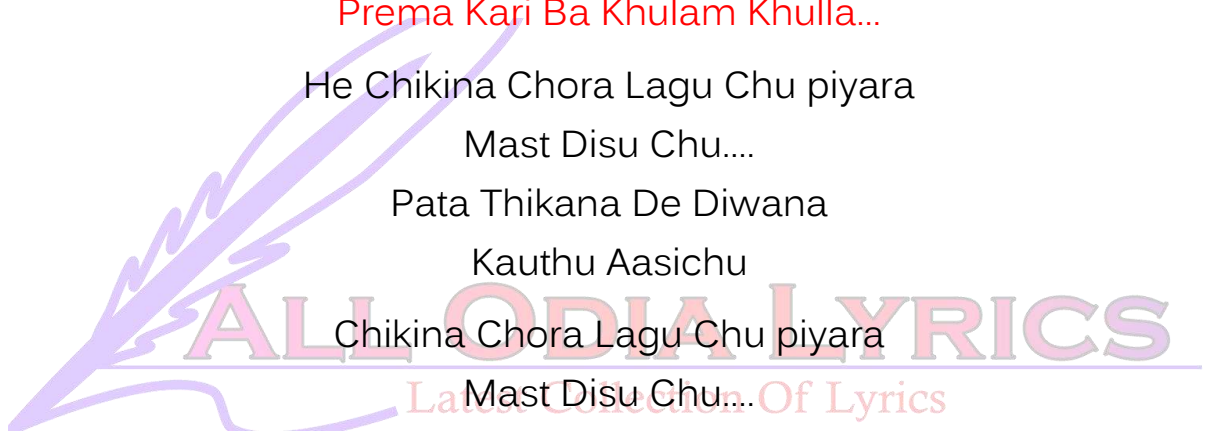 Prema Kari Ba Khulam Khulla...
He Chikina Chora Lagu Chu piyara
Mast Disu Chu....
Pata Thikana De Diwana
Kauthu Aasichu
ALL ODIA LYRICS
Chikina Chora Lagu Chu piyara
Latest Collection Of Lyrics
Mast Disu Chu....